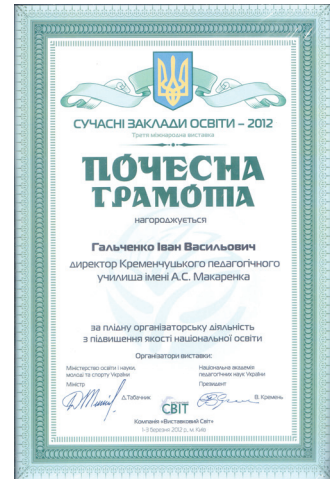 СУЧАСНІ ЗАКЛАДИ ОСВІТИ – 2012
Третя міжнародна виставка
ПОЧЕСНА
ГРАМОТА
нагороджується
Гальченко Іван Васильович
директор Кременчуцького педагогічного
училища імені А.С. Макаренка
за плідну організаторську діяльність
з підвищення якості національної освіти
Організатори виставки:
Міністерство освіти і науки,
молоді та спорту України
Міністр
Д.Табачник
Національна академія
педагогічних наук України
Президент
В. Кремень
СВІТ
Компанія «Виставковий Світ»
1-3 березня 2012 р., м. Київ